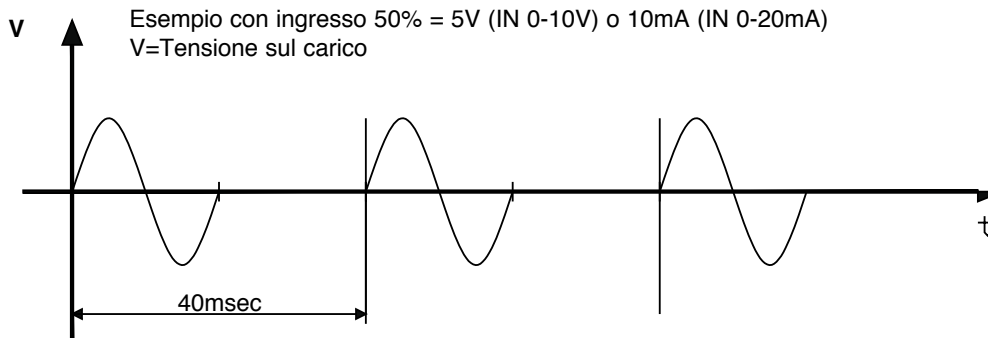 Esempio con ingresso 50% = 5V (IN 0-10V) o 10mA (IN 0-20mA)
V
V=Tensione sul carico
t
40msec